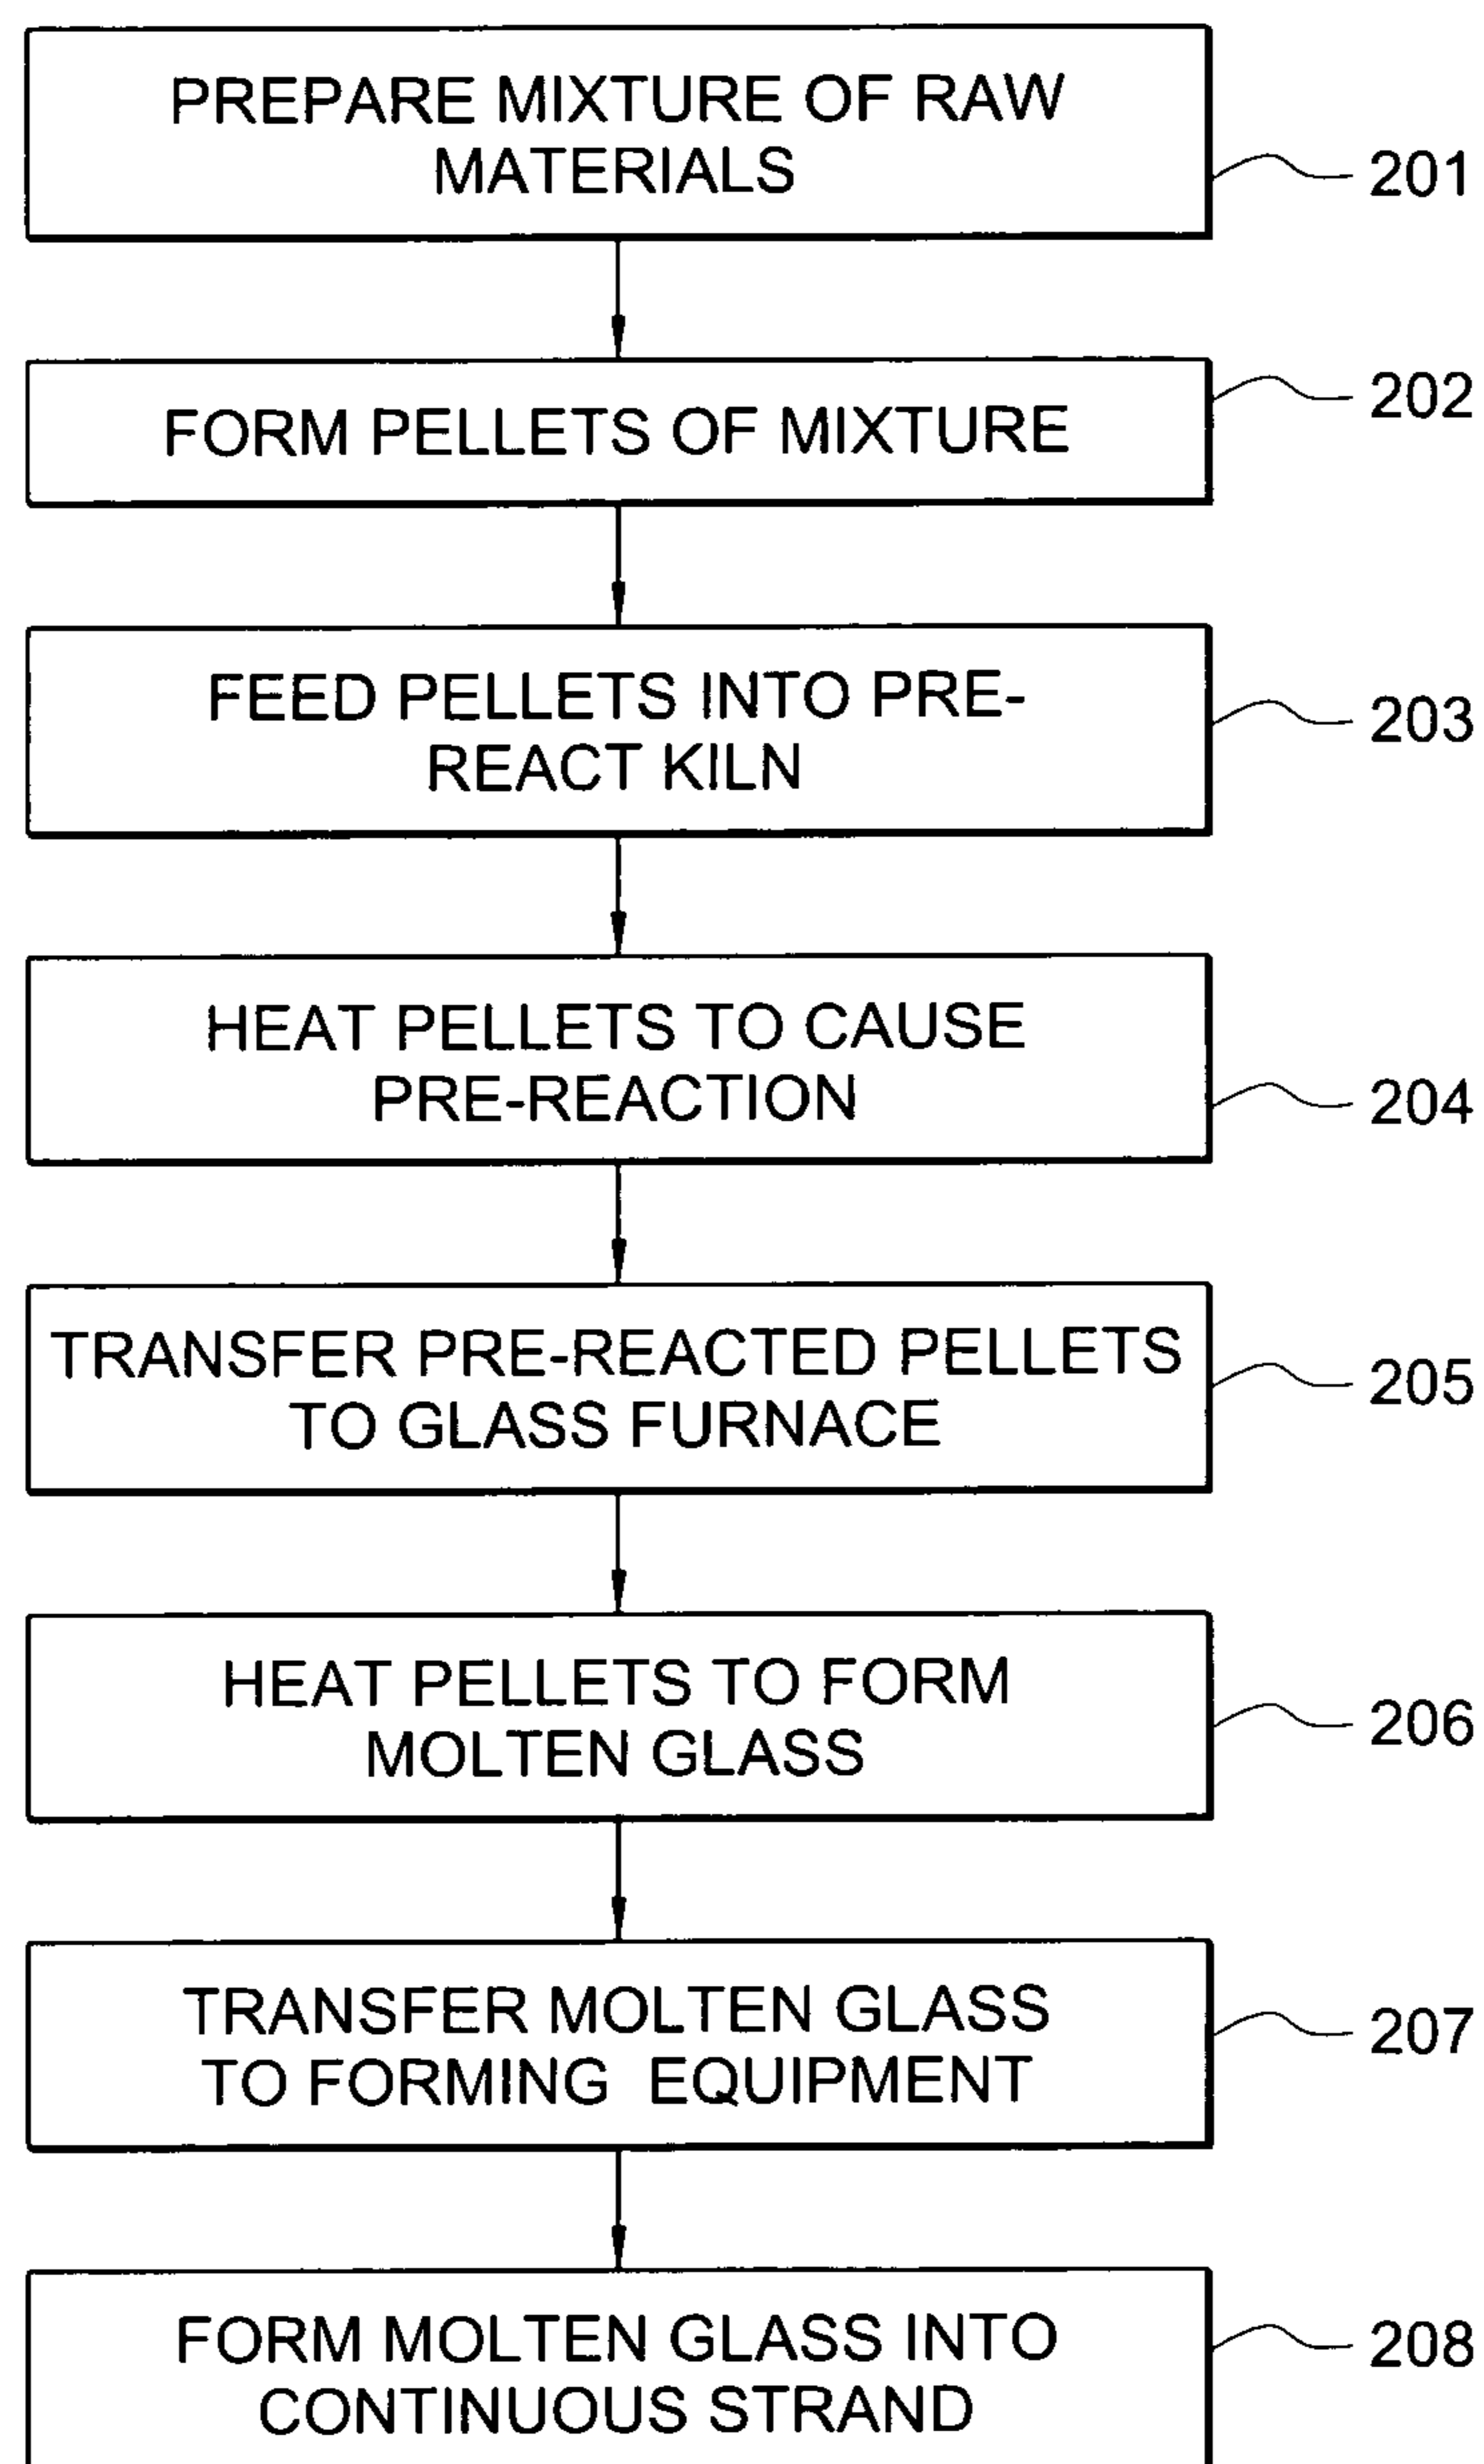 PREPARE MIXTURE OF RAW
MATERIALS
201
FORM PELLETS OF MIXTURE
202
FEED PELLETS INTO PRE-
REACT KILN
203
HEAT PELLETS TO CAUSE
PRE-REACTION
204
TRANSFER PRE-REACTED PELLETS
TO GLASS FURNACE
205
HEAT PELLETS TO FORM
MOLTEN GLASS
206
TRANSFER MOLTEN GLASS
TO FORMING EQUIPMENT
207
FORM MOLTEN GLASS INTO
CONTINUOUS STRAND
208